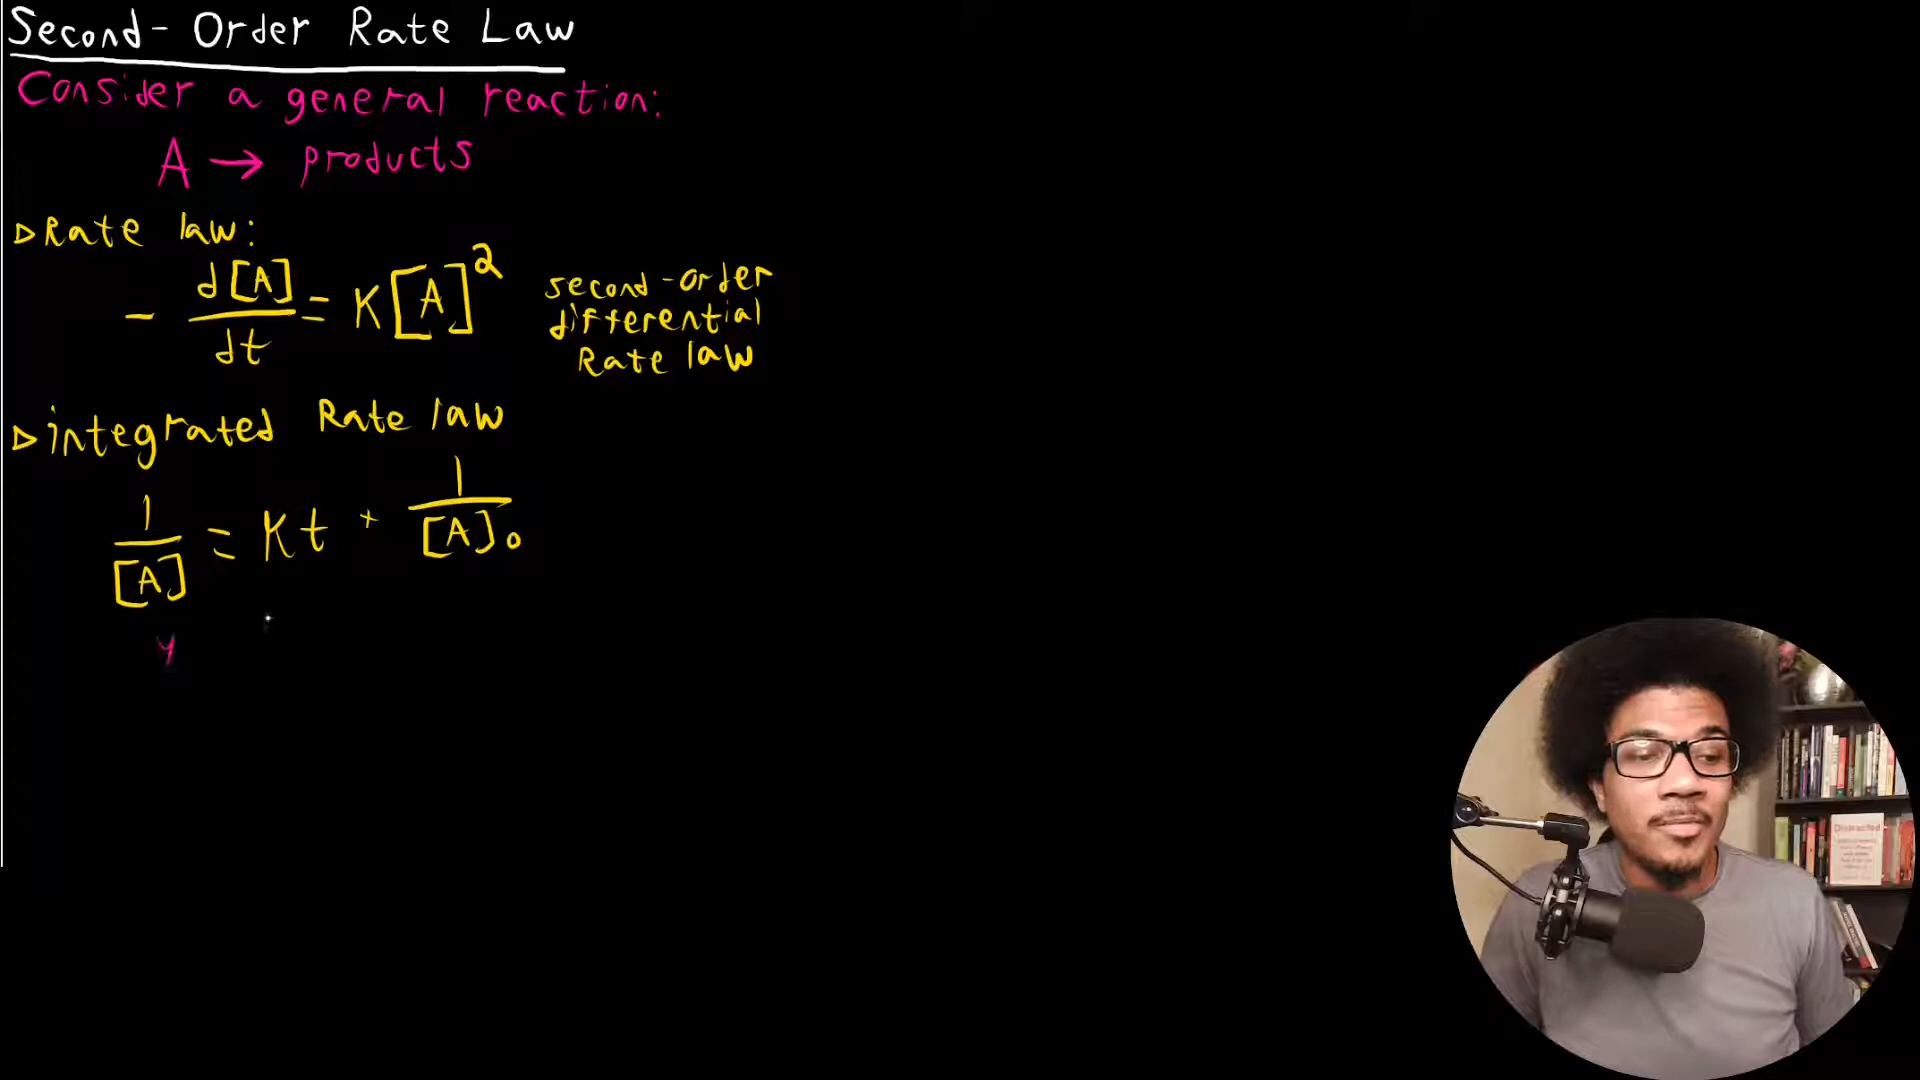 Second-Order Rate Law
Consider a general reaction:
A → products
▷Rate law:
- d[A]/dt = K[A]²
second-order
differential
Rate law
▷integrated Rate law
1/[A] = Kt + 1/[A]₀
y
Distracted